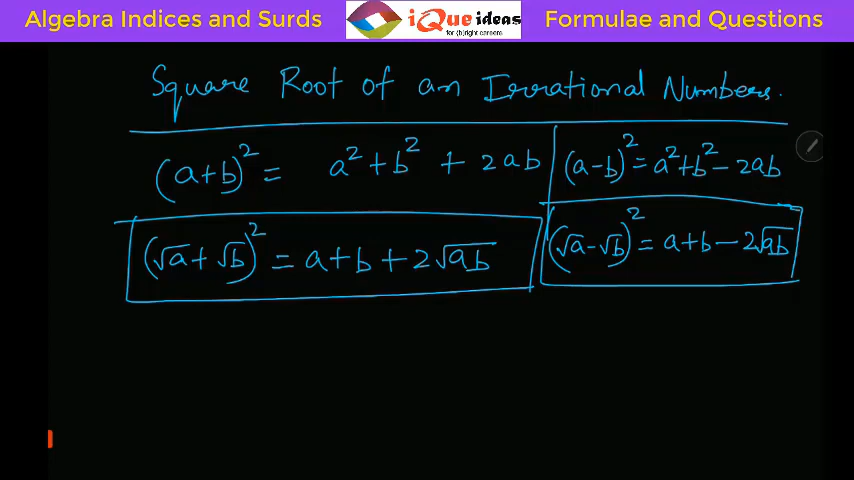 Algebra Indices and Surds
iQue ideas
for (b)right careers
Formulae and Questions
Square Root of an Irrational Numbers.
(a+b)² = a² + b² + 2ab
(a-b)² = a² + b² - 2ab
(√a + √b)² = a + b + 2√ab
(√a - √b)² = a + b - 2√ab